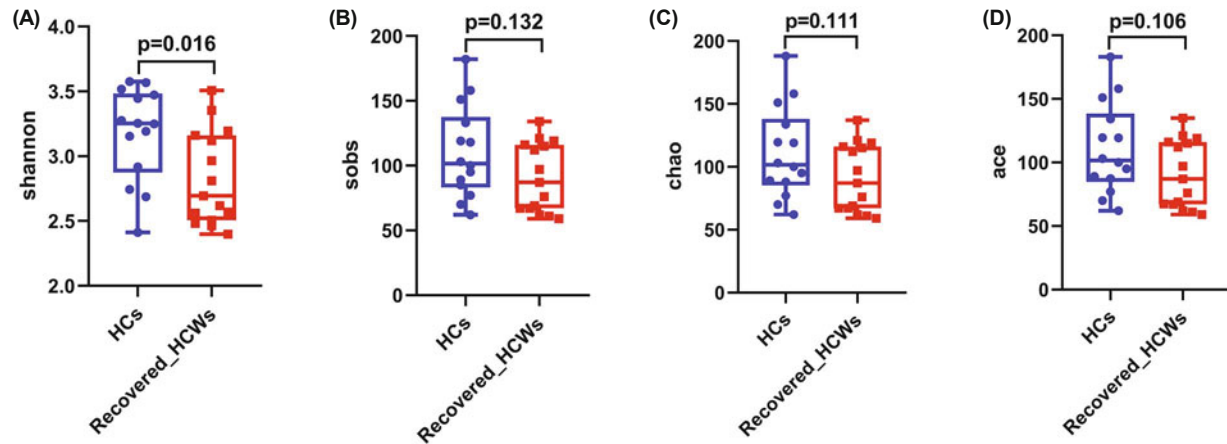 (A)
4.0
3.5
3.0
2.5
2.0
shannon
p=0.016
HCs
Recovered_HCWs
(B)
200
150
100
50
0
sobs
p=0.132
HCs
Recovered_HCWs
(C)
200
150
100
50
0
chao
p=0.111
HCs
Recovered_HCWs
(D)
200
150
100
50
0
ace
p=0.106
HCs
Recovered_HCWs